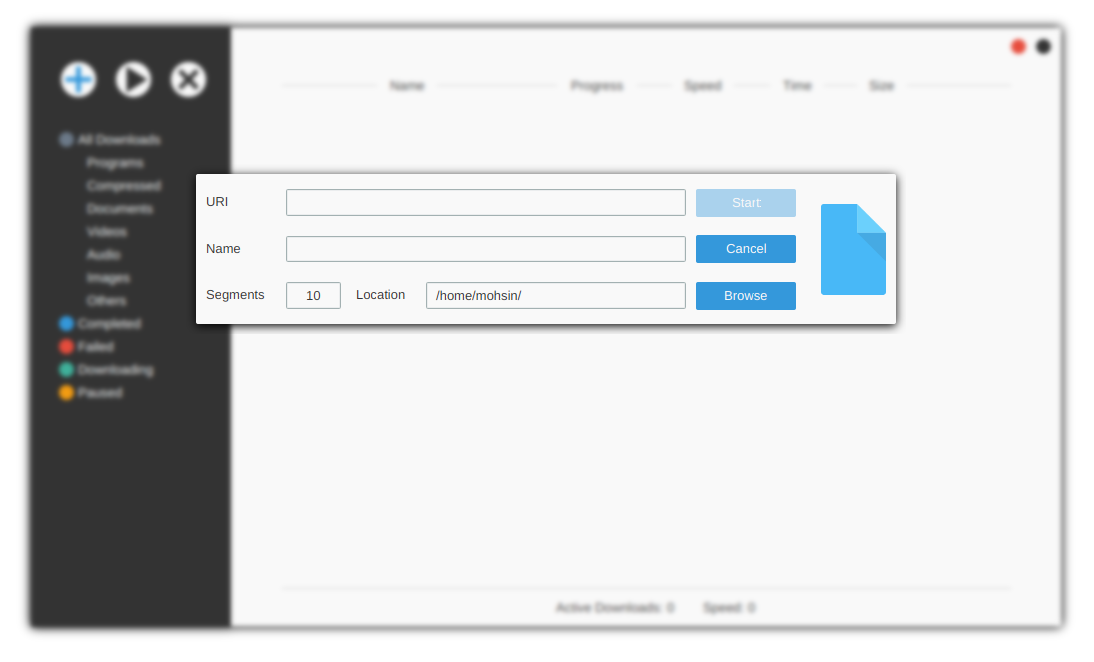 Name Progress Speed Time Size
All Downloads
Programs
Compressed
Documents
Videos
Audio
Images
Others
Completed
Failed
Downloading
Paused
URI Start
Name Cancel
Segments 10 Location /home/mohsin/ Browse
Active Downloads: 0 Speed: 0